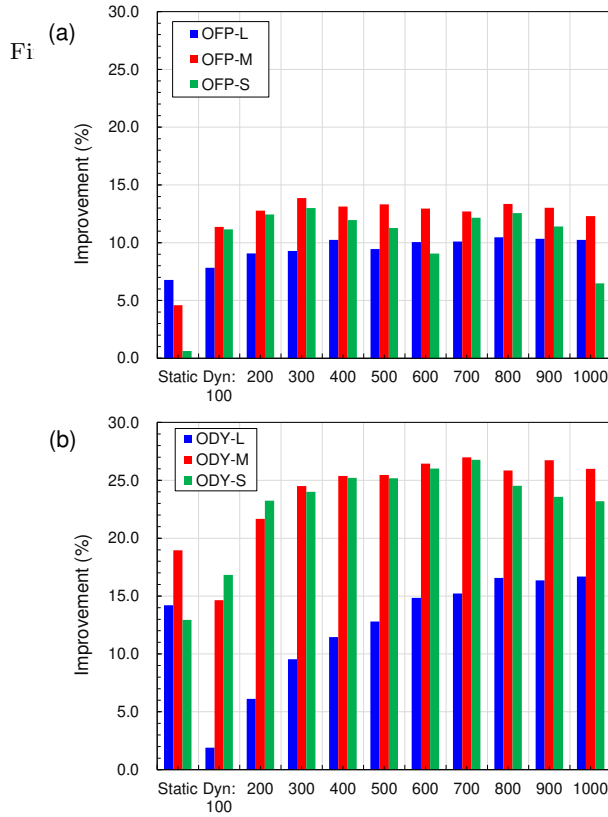 (a)
Fi
OFP-L
OFP-M
OFP-S
Improvement (%)
30.0
25.0
20.0
15.0
10.0
5.0
0.0
Static Dyn: 100 200 300 400 500 600 700 800 900 1000
(b)
ODY-L
ODY-M
ODY-S
Improvement (%)
30.0
25.0
20.0
15.0
10.0
5.0
0.0
Static Dyn: 100 200 300 400 500 600 700 800 900 1000